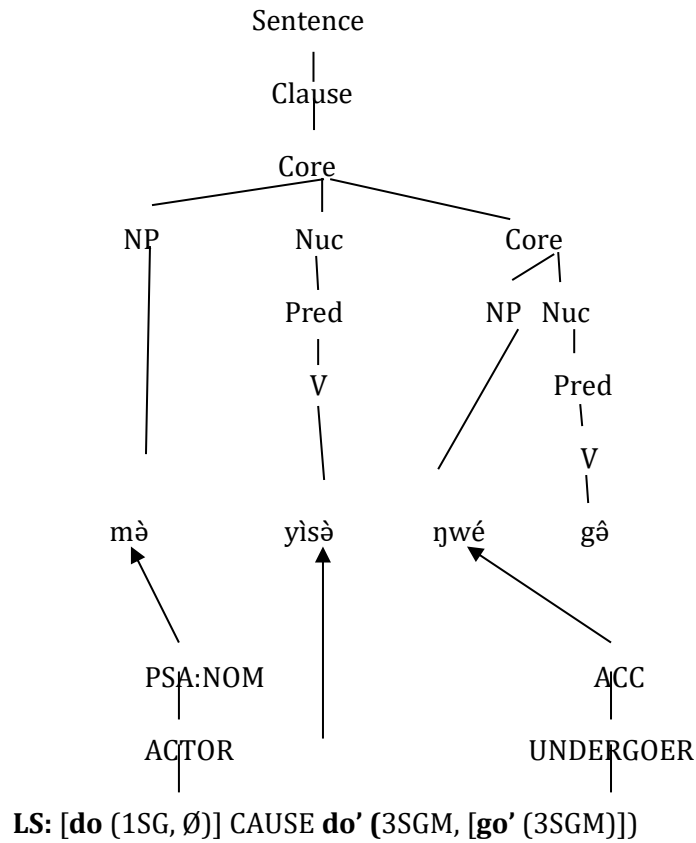 Sentence
Clause
Core
NP Nuc Core
Pred NP Nuc
V Pred
V
mə̀ yìsə̀ ŋwé gə̂
PSA:NOM ACC
ACTOR UNDERGOER
LS: [do (1SG, Ø)] CAUSE do’ (3SGM, [go’ (3SGM)])